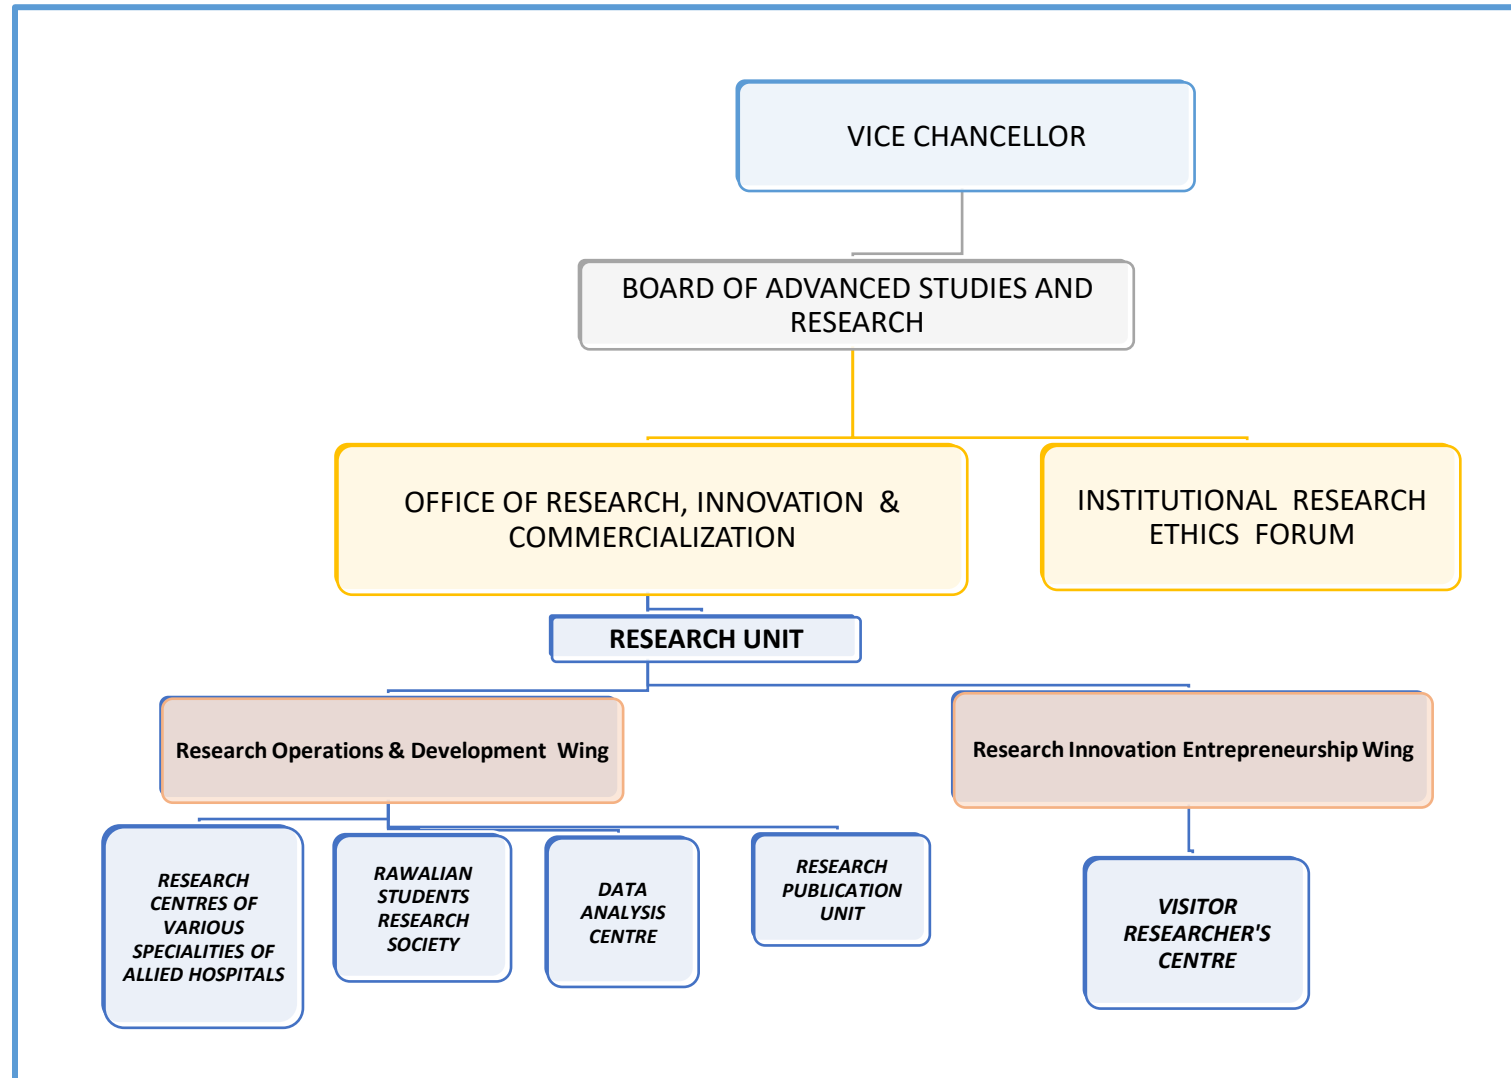 VICE CHANCELLOR
BOARD OF ADVANCED STUDIES AND
RESEARCH
OFFICE OF RESEARCH, INNOVATION &
COMMERCIALIZATION
INSTITUTIONAL RESEARCH
ETHICS FORUM
RESEARCH UNIT
Research Operations & Development Wing
Research Innovation Entrepreneurship Wing
RESEARCH
CENTRES OF
VARIOUS
SPECIALITIES OF
ALLIED HOSPITALS
RAWALIAN
STUDENTS
RESEARCH
SOCIETY
DATA
ANALYSIS
CENTRE
RESEARCH
PUBLICATION
UNIT
VISITOR
RESEARCHER'S
CENTRE